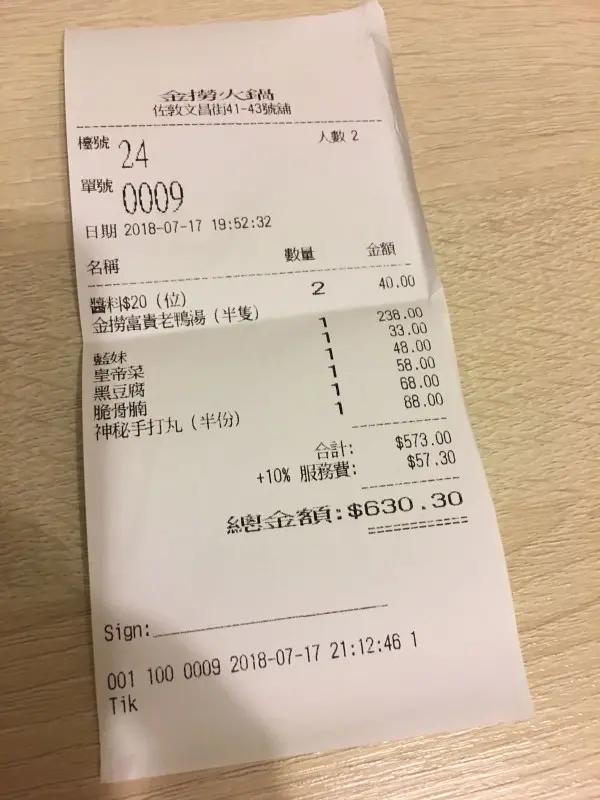 金撈火鍋
佐敦文昌街41-43號舖
檯號 24 人數 2
單號 0009
日期 2018-07-17 19:52:32
名稱 數量 金額
醬料$20（位） 2 40.00
金撈富貴老鴨湯（半隻） 1 238.00
藍妹 1 33.00
皇帝菜 1 48.00
黑豆腐 1 58.00
脆骨腩 1 68.00
神秘手打丸（半份） 1 88.00
合計: $573.00
+10% 服務費: $57.30
總金額:$630.30
Sign:
001 100 0009 2018-07-17 21:12:46 1
Tik